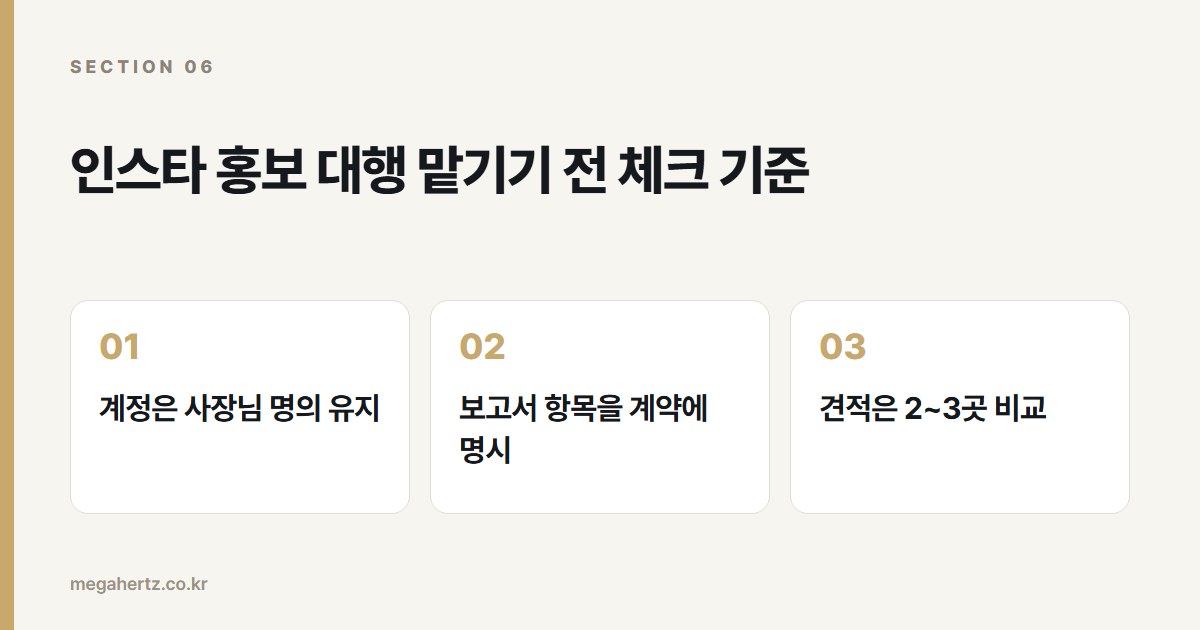 SECTION 06
인스타 홍보 대행 맡기기 전 체크 기준
01
계정은 사장님 명의 유지
02
보고서 항목을 계약에
명시
03
견적은 2~3곳 비교
megahertz.co.kr